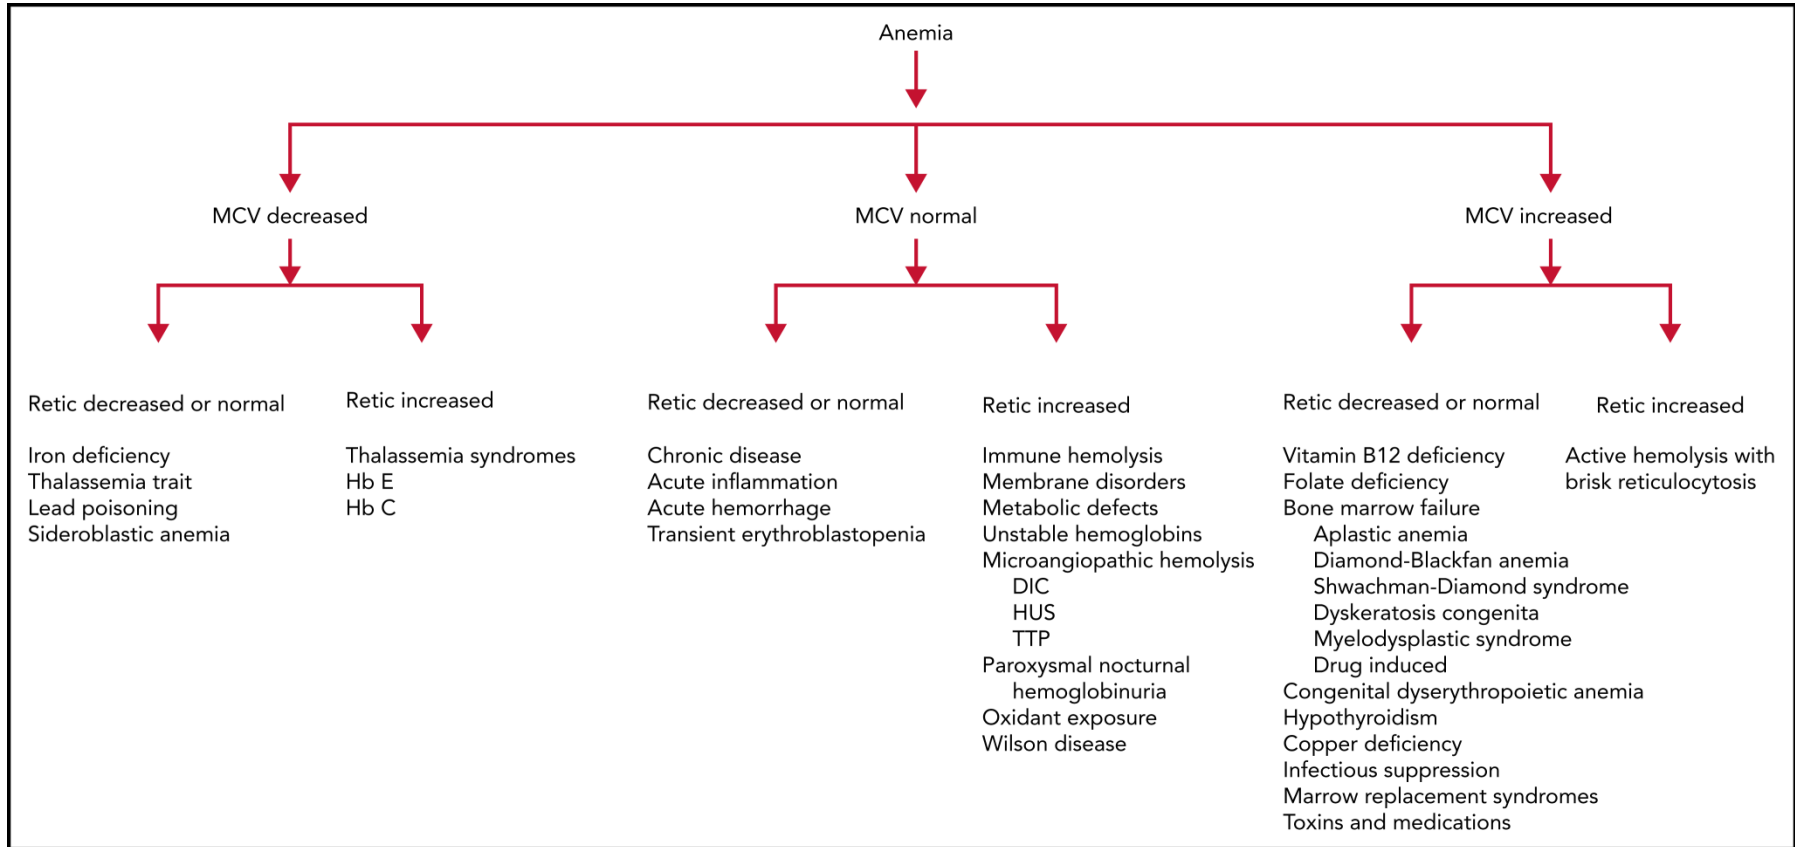 Anemia
MCV decreased
MCV normal
MCV increased
Retic decreased or normal
Iron deficiency
Thalassemia trait
Lead poisoning
Sideroblastic anemia
Retic increased
Thalassemia syndromes
Hb E
Hb C
Retic decreased or normal
Chronic disease
Acute inflammation
Acute hemorrhage
Transient erythroblastopenia
Retic increased
Immune hemolysis
Membrane disorders
Metabolic defects
Unstable hemoglobins
Microangiopathic hemolysis
DIC
HUS
TTP
Paroxysmal nocturnal
hemoglobinuria
Oxidant exposure
Wilson disease
Retic decreased or normal
Vitamin B12 deficiency
Folate deficiency
Bone marrow failure
Aplastic anemia
Diamond-Blackfan anemia
Shwachman-Diamond syndrome
Dyskeratosis congenita
Myelodysplastic syndrome
Drug induced
Congenital dyserythropoietic anemia
Hypothyroidism
Copper deficiency
Infectious suppression
Marrow replacement syndromes
Toxins and medications
Retic increased
Active hemolysis with
brisk reticulocytosis